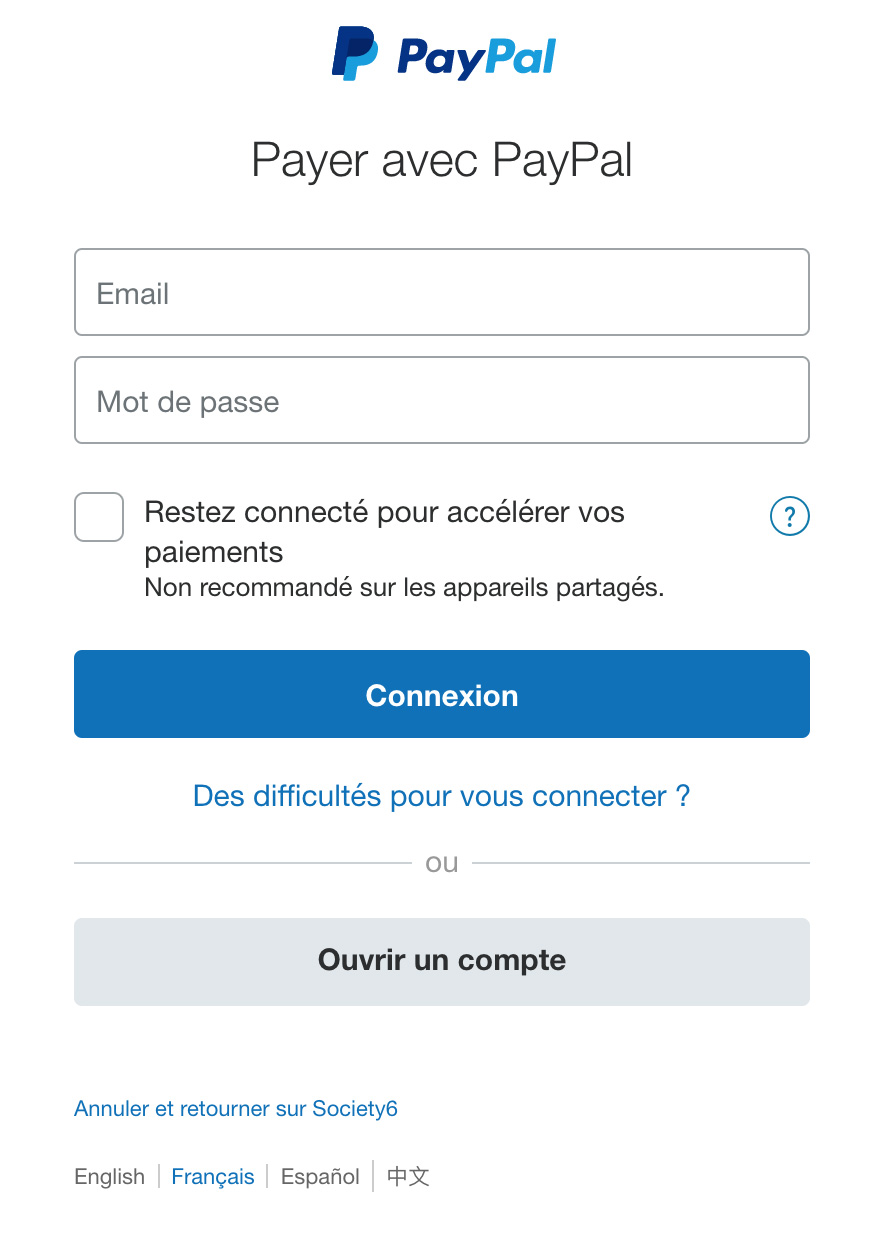 PayPal
Payer avec PayPal
Email
Mot de passe
Restez connecté pour accélérer vos
paiements
Non recommandé sur les appareils partagés.
?
Connexion
Des difficultés pour vous connecter ?
ou
Ouvrir un compte
Annuler et retourner sur Society6
English | Français | Español | 中文